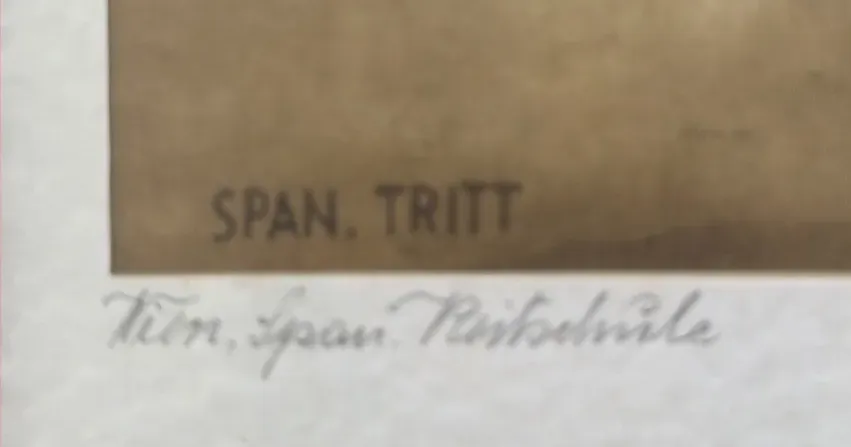 SPAN. TRITT
Wien, Span. Reitschule